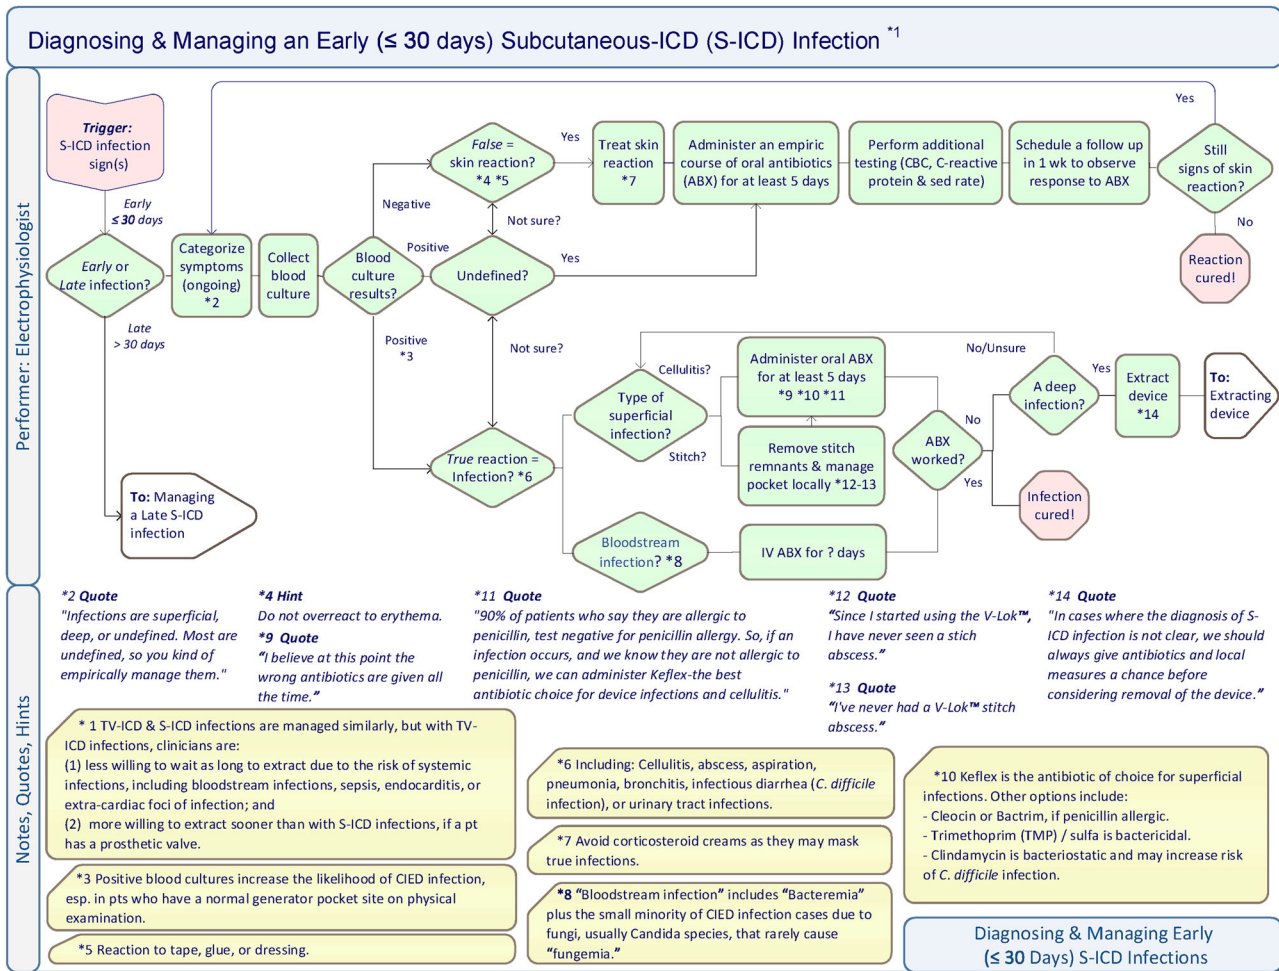 Diagnosing & Managing an Early (≤ 30 days) Subcutaneous-ICD (S-ICD) Infection *1
Performer: Electrophysiologist
Trigger:
S-ICD infection
sign(s)
Early
≤ 30 days
Early or
Late infection?
Late
> 30 days
To: Managing
a Late S-ICD
infection
Categorize
symptoms
(ongoing)
*2
Collect
blood
culture
Blood
culture
results?
Negative
Positive
Positive
*3
False =
skin reaction?
*4 *5
Yes
Not sure?
Undefined?
Yes
Not sure?
True reaction =
Infection? *6
Treat skin
reaction
*7
Administer an empiric
course of oral antibiotics
(ABX) for at least 5 days
Perform additional
testing (CBC, C-reactive
protein & sed rate)
Schedule a follow up
in 1 wk to observe
response to ABX
Yes
Still
signs of skin
reaction?
No
Reaction
cured!
Type of
superficial
infection?
Cellulitis?
Stitch?
Administer oral ABX
for at least 5 days
*9 *10 *11
Remove stitch
remnants & manage
pocket locally *12-13
Bloodstream
infection? *8
IV ABX for ? days
ABX
worked?
No
Yes
Infection
cured!
No/Unsure
A deep
infection?
Yes
Extract
device
*14
To:
Extracting
device
Notes, Quotes, Hints
*2 Quote
"Infections are superficial,
deep, or undefined. Most are
undefined, so you kind of
empirically manage them."
*4 Hint
Do not overreact to erythema.
*9 Quote
“I believe at this point the
wrong antibiotics are given all
the time.”
*11 Quote
"90% of patients who say they are allergic to
penicillin, test negative for penicillin allergy. So, if an
infection occurs, and we know they are not allergic to
penicillin, we can administer Keflex-the best
antibiotic choice for device infections and cellulitis."
*12 Quote
“Since I started using the V-Lok™,
I have never seen a stich
abscess.”
*13 Quote
“I've never had a V-Lok™ stitch
abscess.”
*14 Quote
"In cases where the diagnosis of S-
ICD infection is not clear, we should
always give antibiotics and local
measures a chance before
considering removal of the device.”
* 1 TV-ICD & S-ICD infections are managed similarly, but with TV-
ICD infections, clinicians are:
(1) less willing to wait as long to extract due to the risk of systemic
infections, including bloodstream infections, sepsis, endocarditis, or
extra-cardiac foci of infection; and
(2) more willing to extract sooner than with S-ICD infections, if a pt
has a prosthetic valve.
*3 Positive blood cultures increase the likelihood of CIED infection,
esp. in pts who have a normal generator pocket site on physical
examination.
*5 Reaction to tape, glue, or dressing.
*6 Including: Cellulitis, abscess, aspiration,
pneumonia, bronchitis, infectious diarrhea (C. difficile
infection), or urinary tract infections.
*7 Avoid corticosteroid creams as they may mask
true infections.
*8 “Bloodstream infection” includes “Bacteremia”
plus the small minority of CIED infection cases due to
fungi, usually Candida species, that rarely cause
“fungemia.”
*10 Keflex is the antibiotic of choice for superficial
infections. Other options include:
- Cleocin or Bactrim, if penicillin allergic.
- Trimethoprim (TMP) / sulfa is bactericidal.
- Clindamycin is bacteriostatic and may increase risk
of C. difficile infection.
Diagnosing & Managing Early
(≤ 30 Days) S-ICD Infections